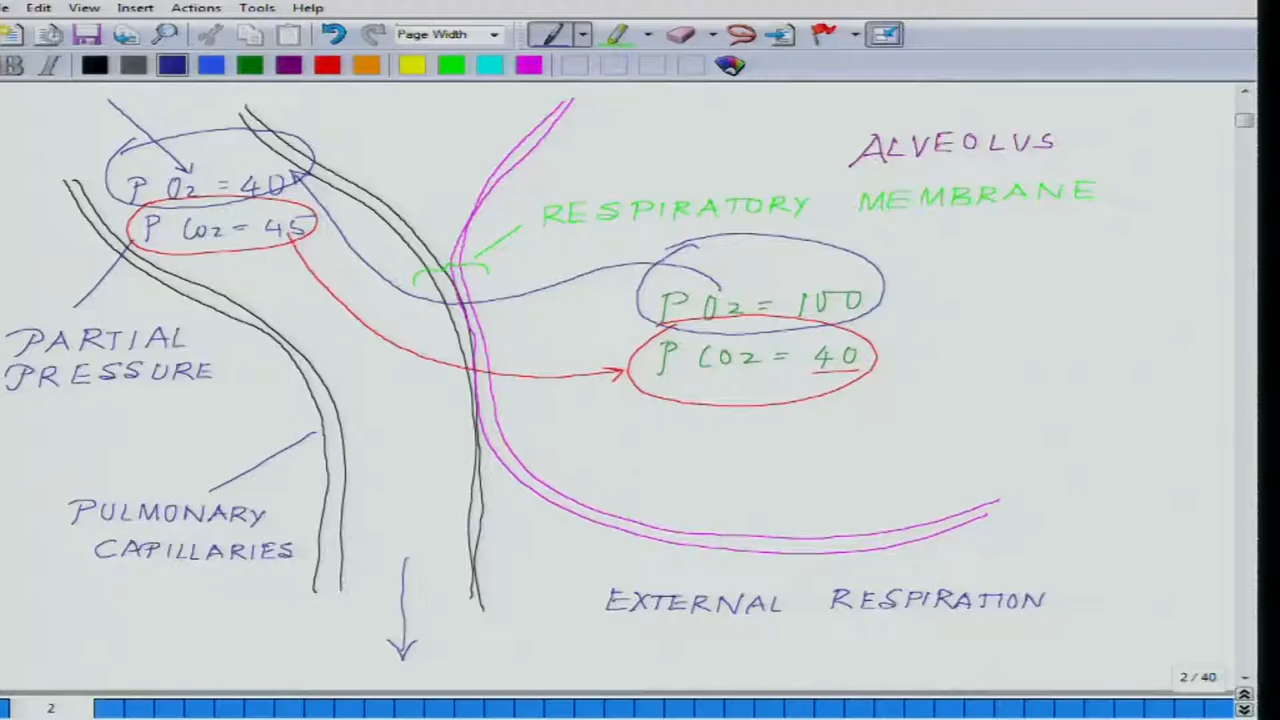 Edit View Insert Actions Tools Help
Page Width
ALVEOLUS
RESPIRATORY MEMBRANE
P O2 = 40
P CO2 = 45
P O2 = 100
P CO2 = 40
PARTIAL
PRESSURE
PULMONARY
CAPILLARIES
EXTERNAL RESPIRATION
2 / 40
2